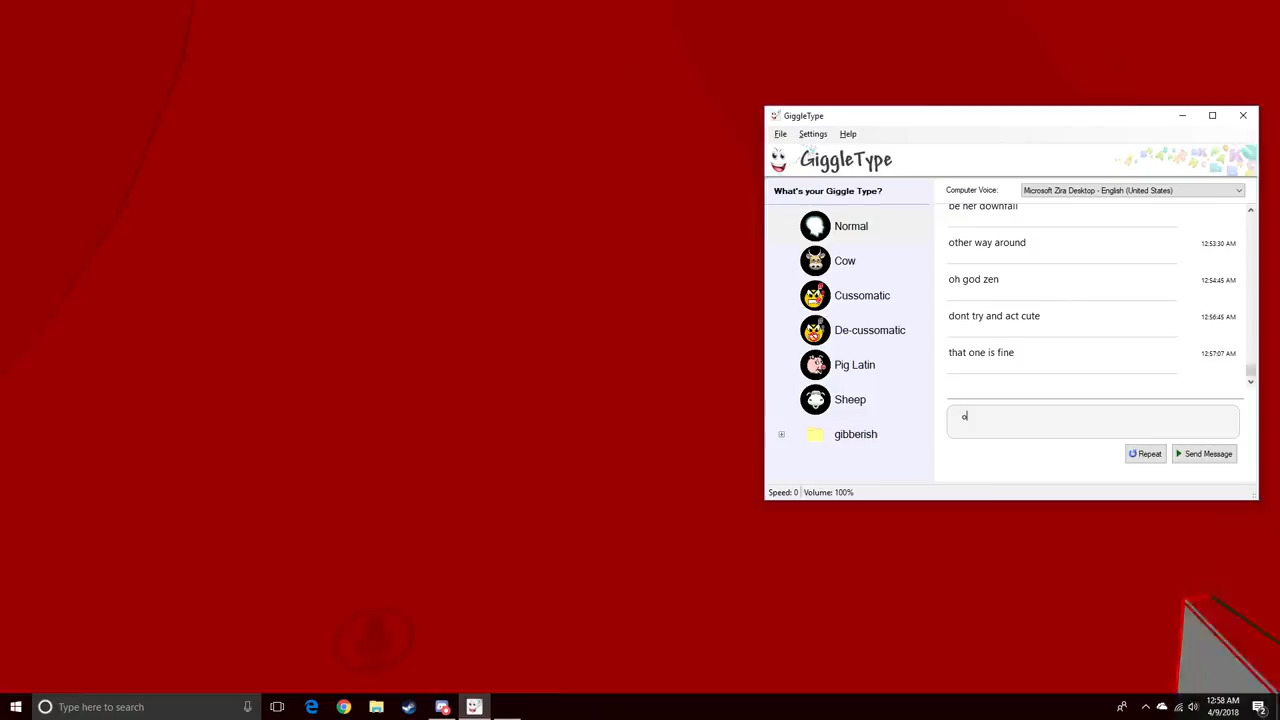 GiggleType
File Settings Help
GiggleType
What's your Giggle Type?
Computer Voice: Microsoft Zira Desktop - English (United States)
Normal
Cow
Cussomatic
De-cussomatic
Pig Latin
Sheep
gibberish
be her downfall
other way around 12:53:30 AM
oh god zen 12:54:45 AM
dont try and act cute 12:56:45 AM
that one is fine 12:57:07 AM
o
Repeat Send Message
Speed: 0 Volume: 100%
Type here to search
12:58 AM
4/9/2018
2